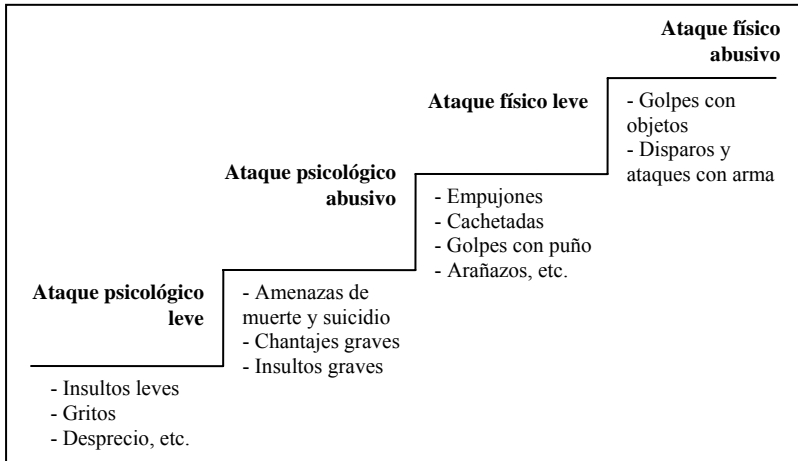 Ataque psicológico
leve
- Insultos leves
- Gritos
- Desprecio, etc.
Ataque psicológico
abusivo
- Amenazas de
muerte y suicidio
- Chantajes graves
- Insultos graves
Ataque físico leve
- Empujones
- Cachetadas
- Golpes con puño
- Arañazos, etc.
Ataque físico
abusivo
- Golpes con
objetos
- Disparos y
ataques con arma